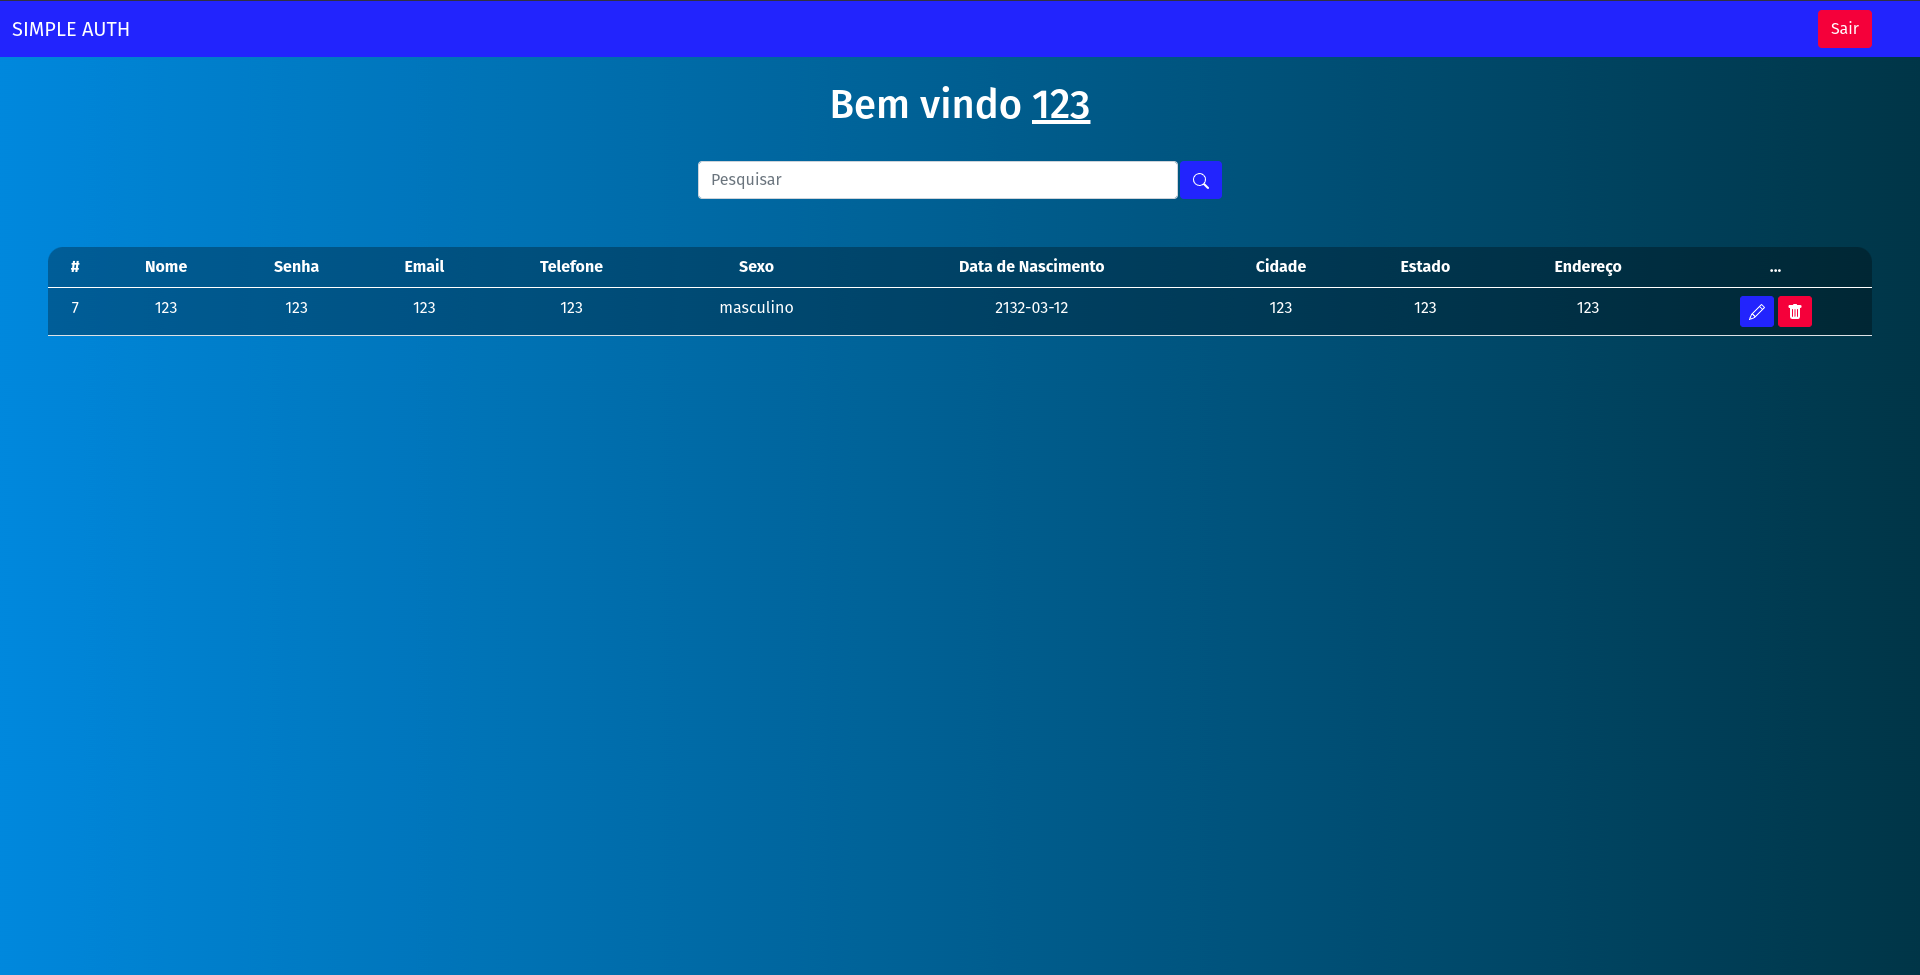 SIMPLE AUTH Sair
Bem vindo 123
Pesquisar
# Nome Senha Email Telefone Sexo Data de Nascimento Cidade Estado Endereço ...
7 123 123 123 123 masculino 2132-03-12 123 123 123